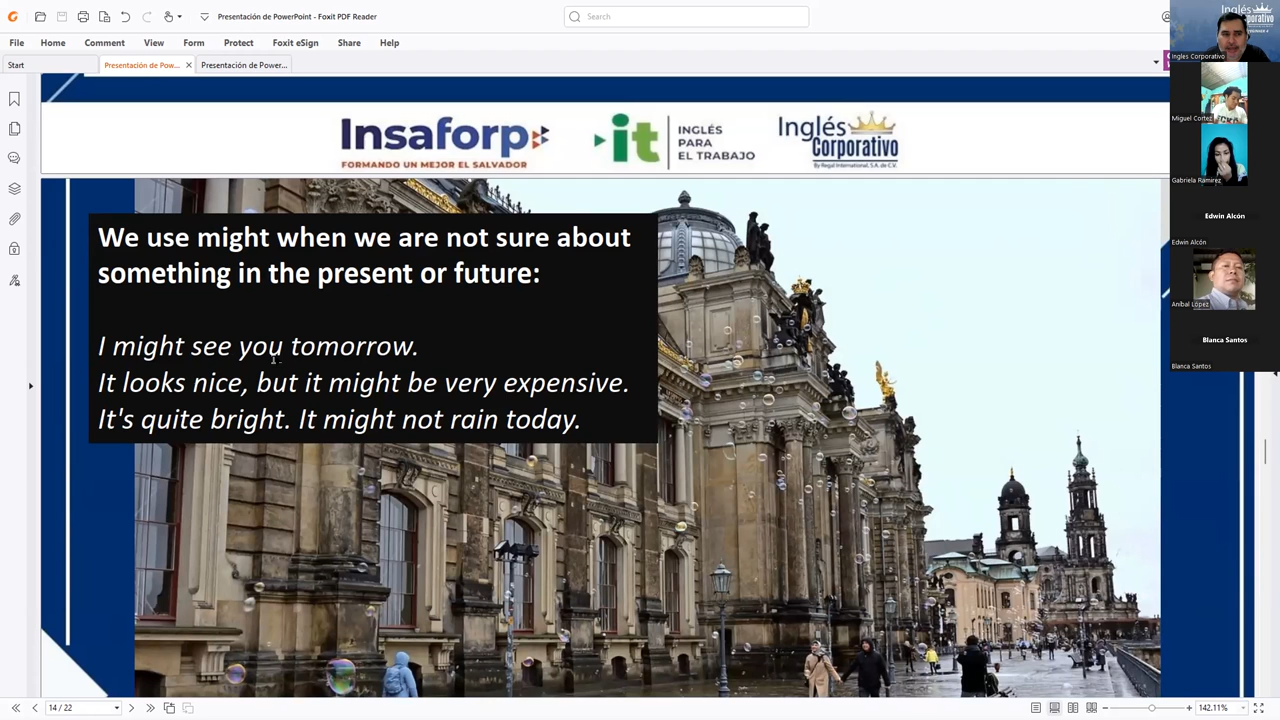 Presentación de PowerPoint - Foxit PDF Reader
Search
File
Home
Comment
View
Form
Protect
Foxit eSign
Share
Help
Start
Presentación de Pow...
Presentación de Power...
Insaforp
FORMANDO UN MEJOR EL SALVADOR
it
INGLÉS
PARA
EL TRABAJO
Inglés
Corporativo
By Regal International, S.A. de C.V.
We use might when we are not sure about
something in the present or future:
I might see you tomorrow.
It looks nice, but it might be very expensive.
It's quite bright. It might not rain today.
Inglés
Corporativo
Inglés Corporativo
Miguel Cortez
Gabriela Ramirez
Edwin Alcón
Edwin Alcón
Aníbal López
Blanca Santos
Blanca Santos
14 / 22
142.11%